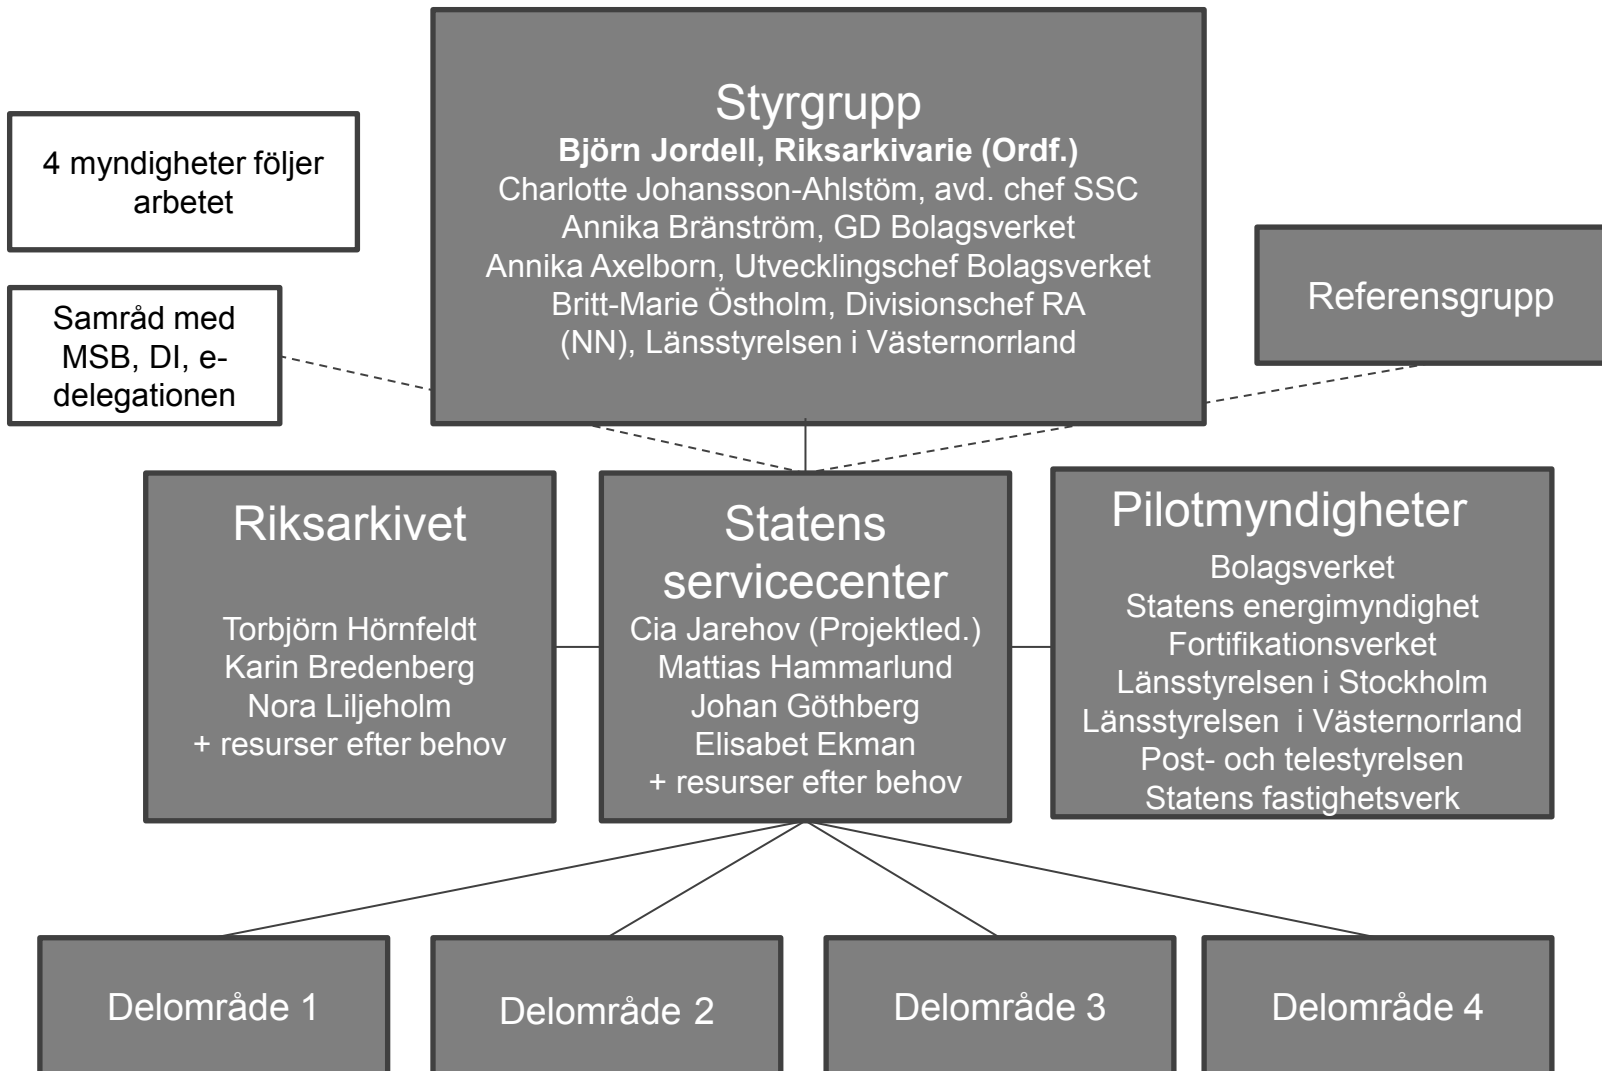 Styrgrupp
Björn Jordell, Riksarkivarie (Ordf.)
Charlotte Johansson-Ahlstöm, avd. chef SSC
Annika Bränström, GD Bolagsverket
Annika Axelborn, Utvecklingschef Bolagsverket
Britt-Marie Östholm, Divisionschef RA
(NN), Länsstyrelsen i Västernorrland
4 myndigheter följer
arbetet
Samråd med
MSB, DI, e-
delegationen
Referensgrupp
Riksarkivet
Torbjörn Hörnfeldt
Karin Bredenberg
Nora Liljeholm
+ resurser efter behov
Statens
servicecenter
Cia Jarehov (Projektled.)
Mattias Hammarlund
Johan Göthberg
Elisabet Ekman
+ resurser efter behov
Pilotmyndigheter
Bolagsverket
Statens energimyndighet
Fortifikationsverket
Länsstyrelsen i Stockholm
Länsstyrelsen i Västernorrland
Post- och telestyrelsen
Statens fastighetsverk
Delområde 1
Delområde 2
Delområde 3
Delområde 4